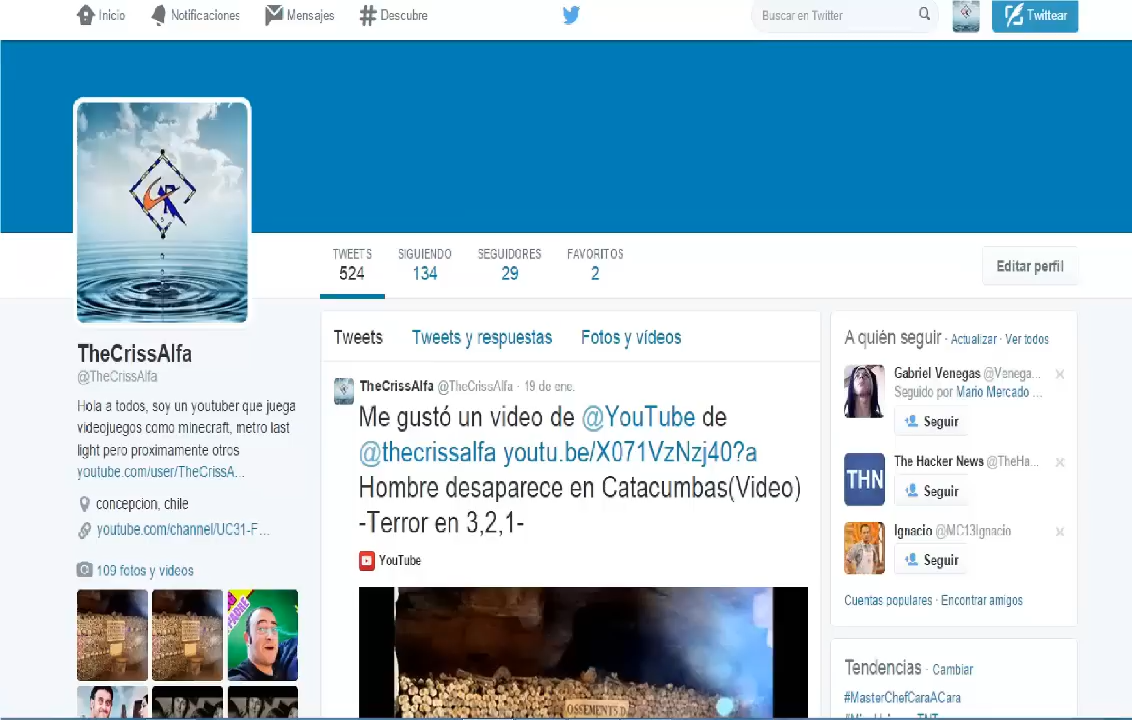 Inicio
Notificaciones
Mensajes
Descubre
Buscar en Twitter
Twittear
TWEETS
524
SIGUIENDO
134
SEGUIDORES
29
FAVORITOS
2
Editar perfil
TheCrissAlfa
@TheCrissAlfa
Hola a todos, soy un youtuber que juega
videojuegos como minecraft, metro last
light pero proximamente otros
youtube.com/user/TheCrissA...
concepcion, chile
youtube.com/channel/UC31-F...
109 fotos y videos
Tweets
Tweets y respuestas
Fotos y vídeos
TheCrissAlfa @TheCrissAlfa · 19 de ene.
Me gustó un video de @YouTube de
@thecrissalfa youtu.be/X071VzNzj40?a
Hombre desaparece en Catacumbas(Video)
-Terror en 3,2,1-
YouTube
OSSEMENTS D
A quién seguir · Actualizar · Ver todos
Gabriel Venegas @Venega...
Seguido por Mario Mercado ...
Seguir
The Hacker News @TheHa...
THN
Seguir
Ignacio @MC13Ignacio
Seguir
Cuentas populares · Encontrar amigos
Tendencias · Cambiar
#MasterChefCaraACara